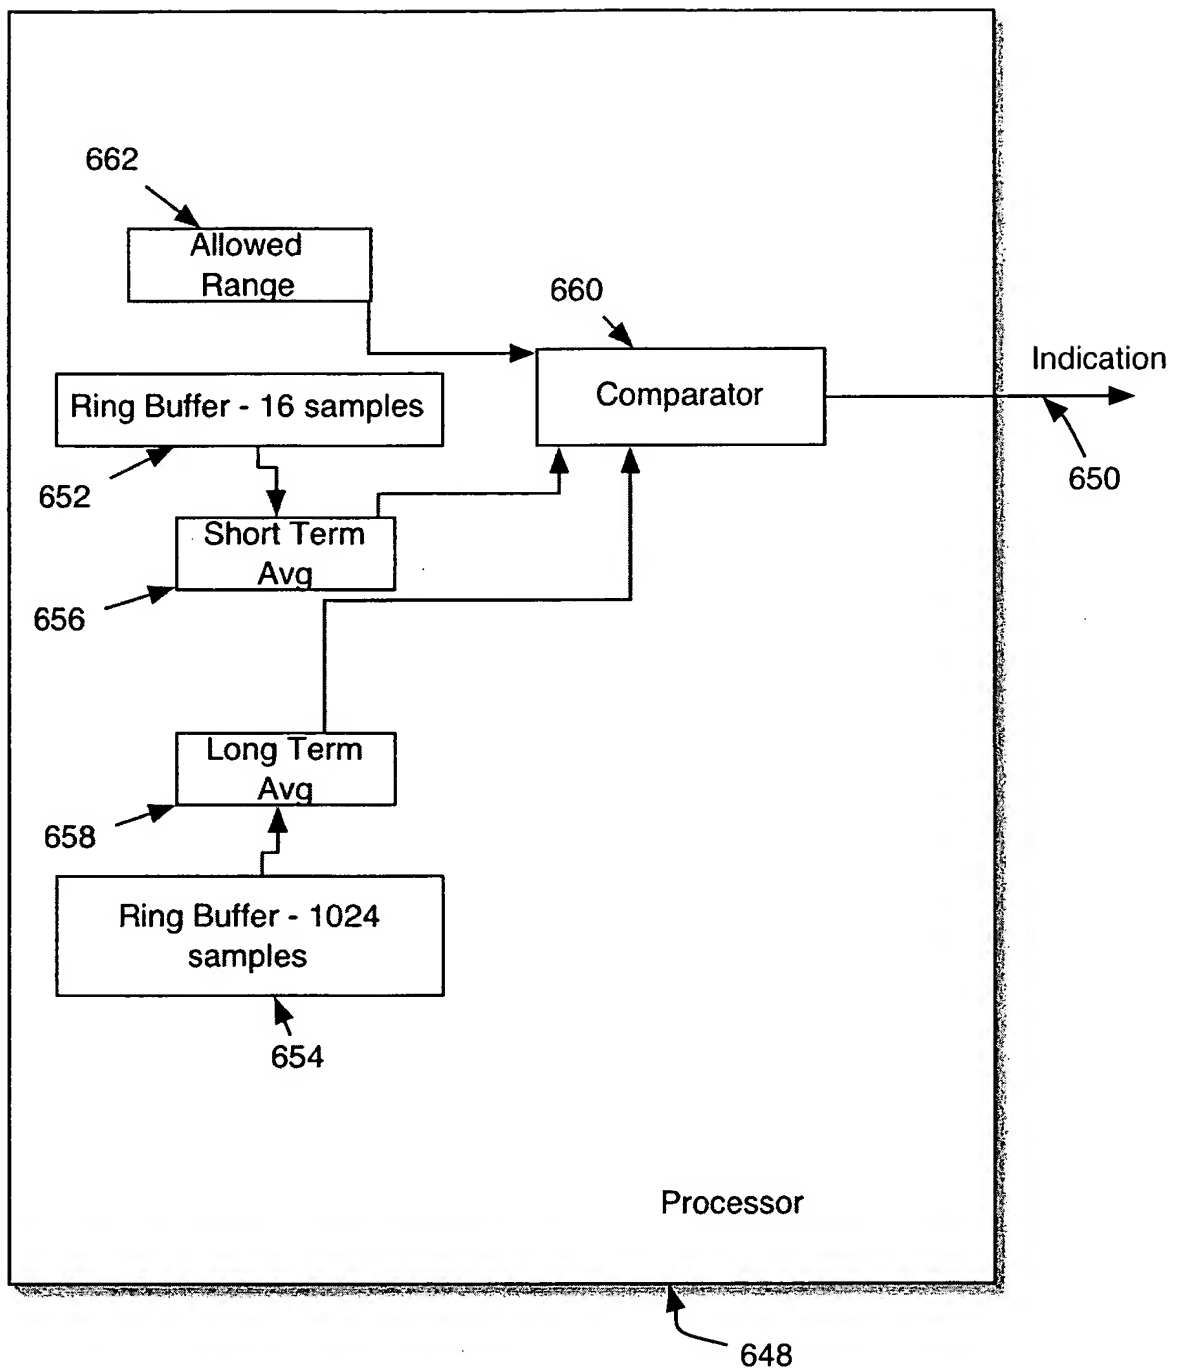 662
Allowed
Range
660
Comparator
Indication
650
Ring Buffer - 16 samples
652
Short Term
Avg
656
Long Term
Avg
658
Ring Buffer - 1024
samples
654
Processor
648